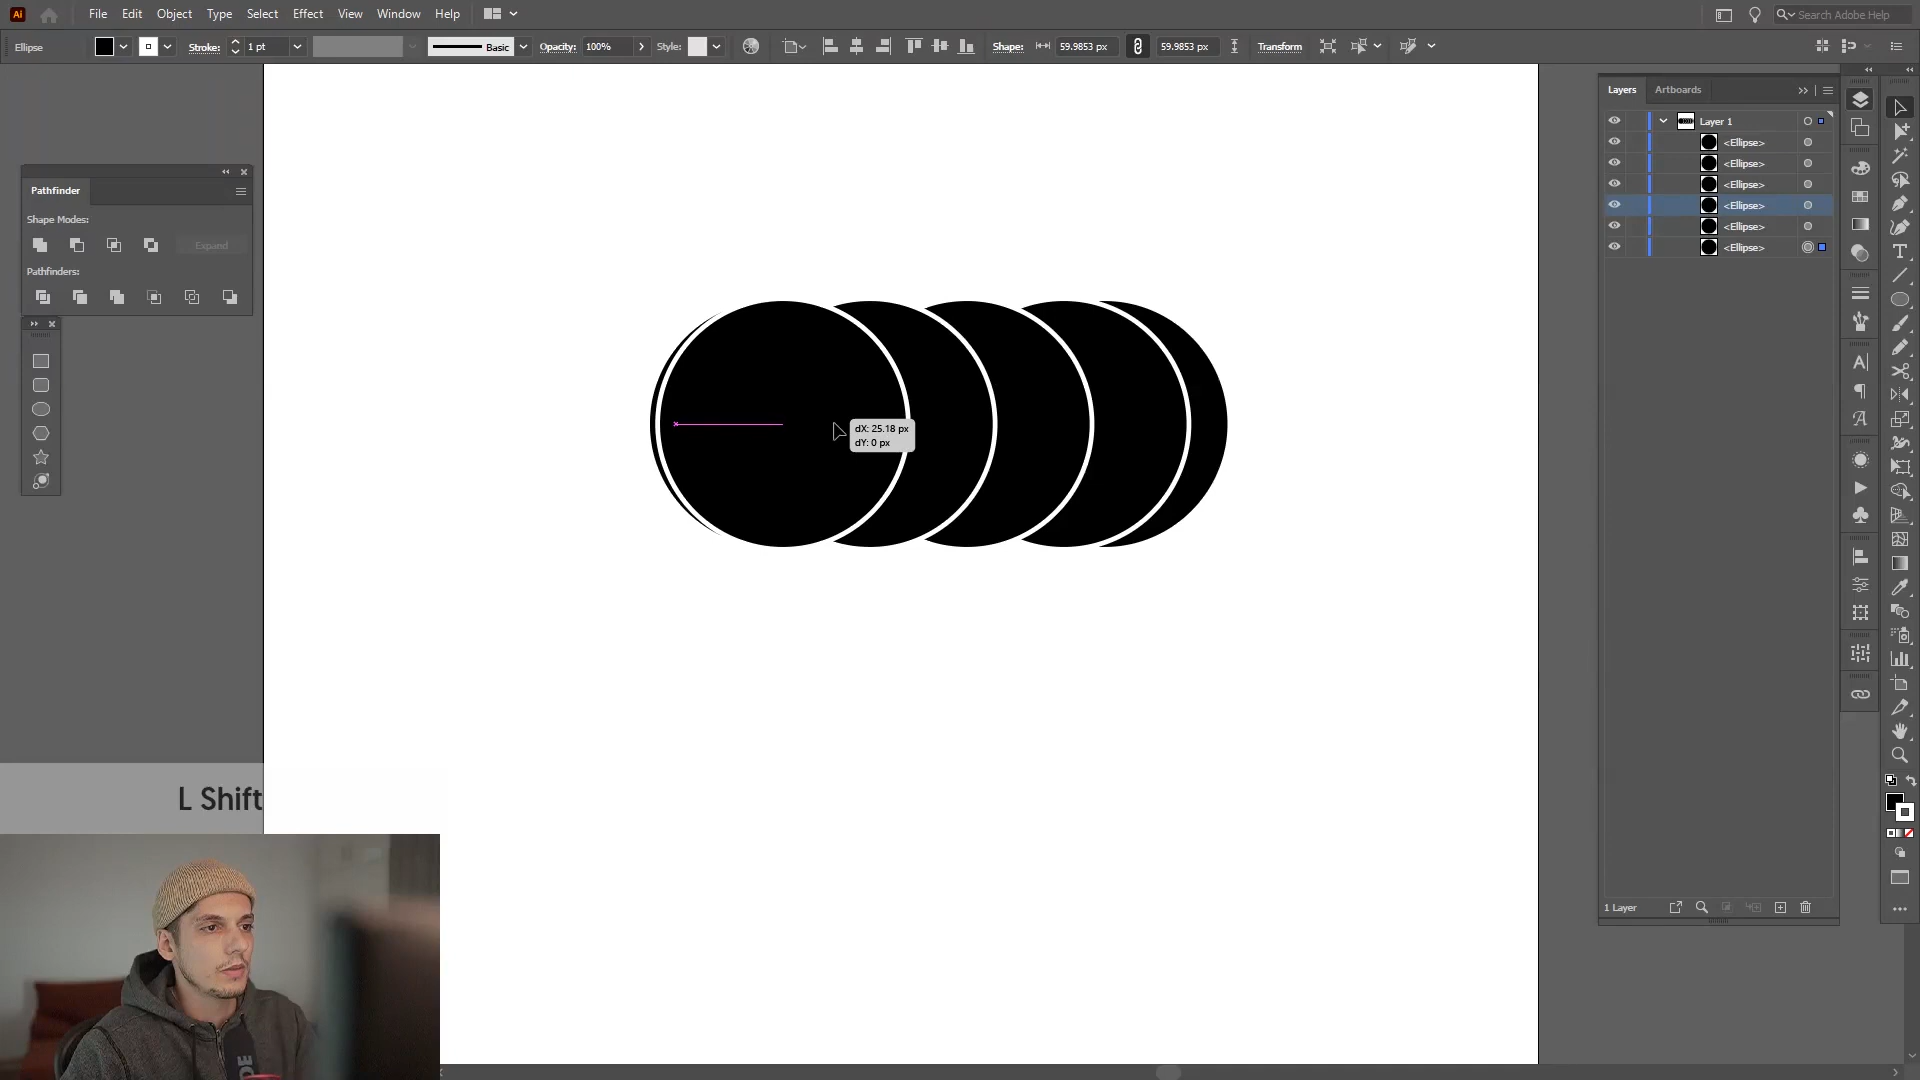 Ai File Edit Object Type Select Effect View Window Help Search Adobe Help
Ellipse Stroke: 1 pt Basic Opacity: 100% Style: Shape: 59.9853 px 59.9853 px Transform
Layers Artboards
Layer 1
<Ellipse>
<Ellipse>
<Ellipse>
<Ellipse>
<Ellipse>
<Ellipse>
1 Layer
Pathfinder
Shape Modes:
Expand
Pathfinders:
dX: 25.18 px
dY: 0 px
L Shift